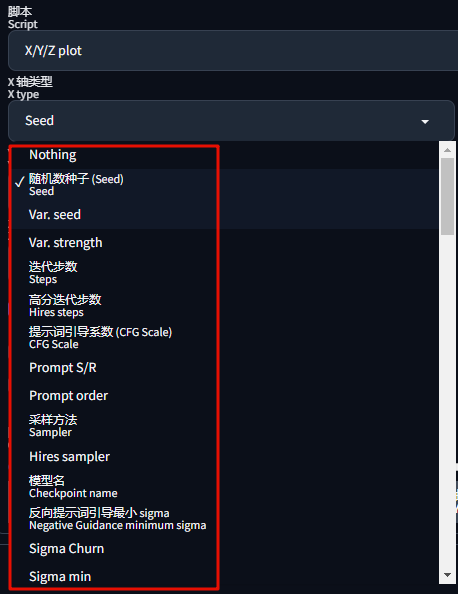 脚本
Script
X/Y/Z plot
X 轴类型
X type
Seed
Nothing
✓ 随机数种子 (Seed)
Seed
Var. seed
Var. strength
迭代步数
Steps
高分迭代步数
Hires steps
提示词引导系数 (CFG Scale)
CFG Scale
Prompt S/R
Prompt order
采样方法
Sampler
Hires sampler
模型名
Checkpoint name
反向提示词引导最小 sigma
Negative Guidance minimum sigma
Sigma Churn
Sigma min